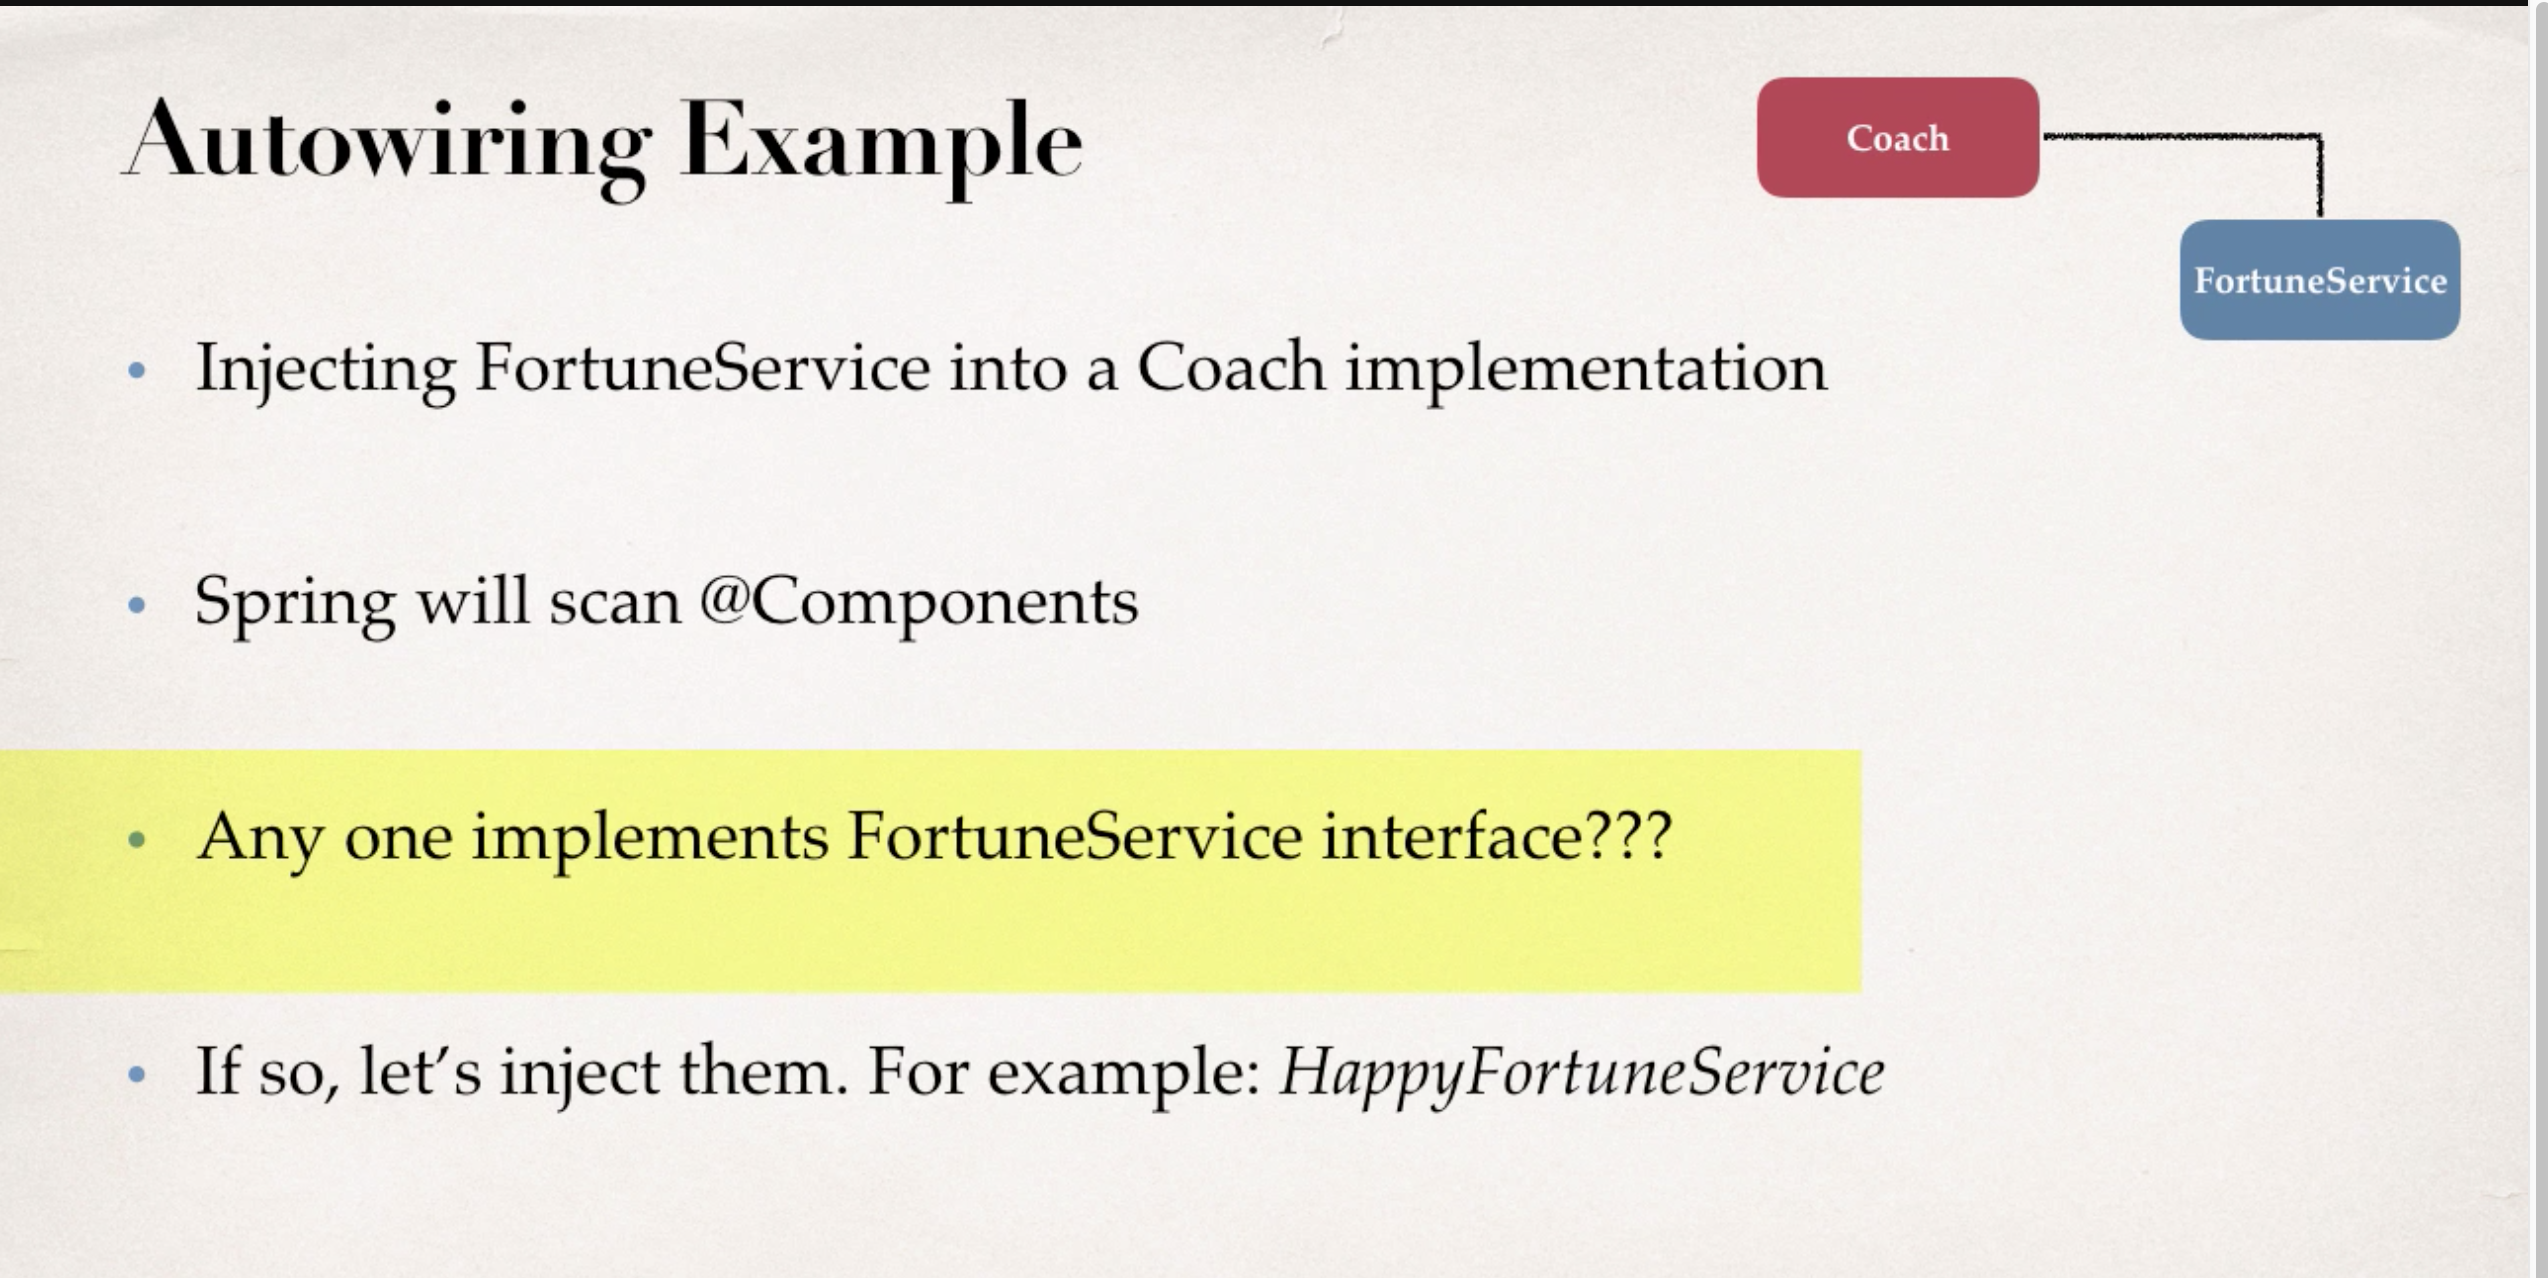 Autowiring Example
Coach
FortuneService
Injecting FortuneService into a Coach implementation
Spring will scan @Components
Any one implements FortuneService interface???
If so, let’s inject them. For example: HappyFortuneService